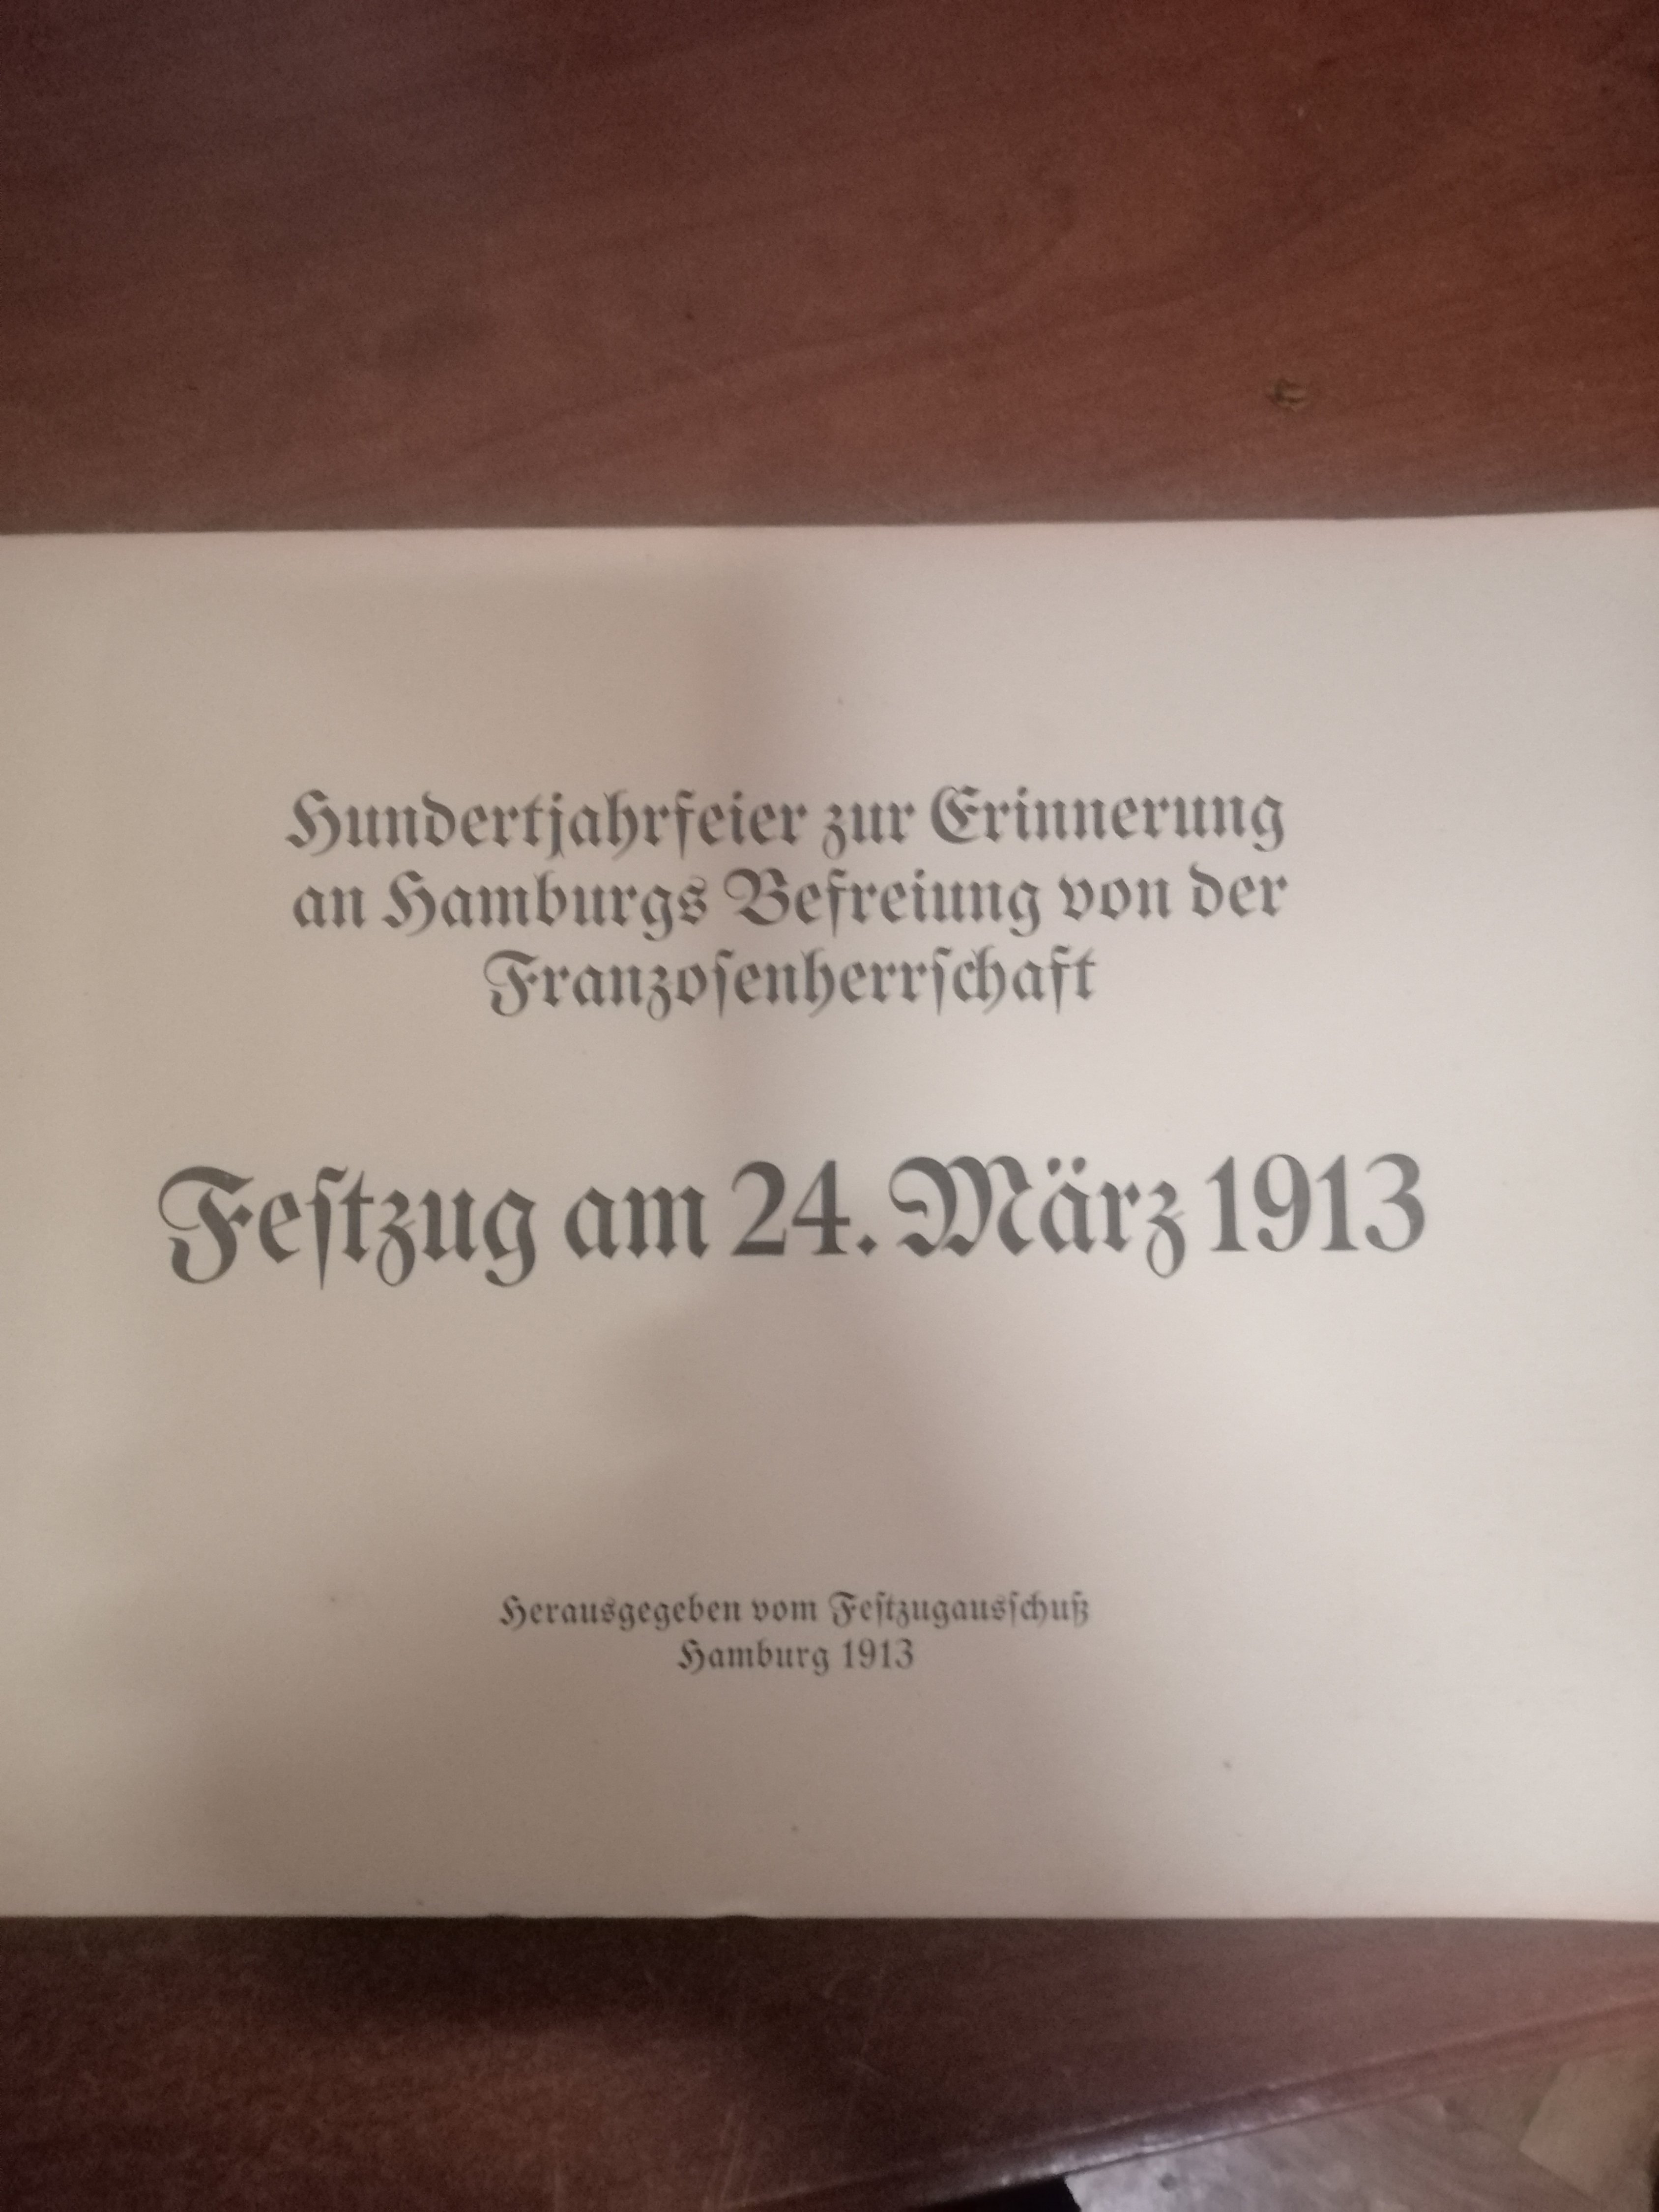 Hundertjahrfeier zur Erinnerung
an Hamburgs Befreiung von der
Franzoſenherrſchaft
Feſtzug am 24. März 1913
Herausgegeben vom Feſtzugausſchuß
Hamburg 1913